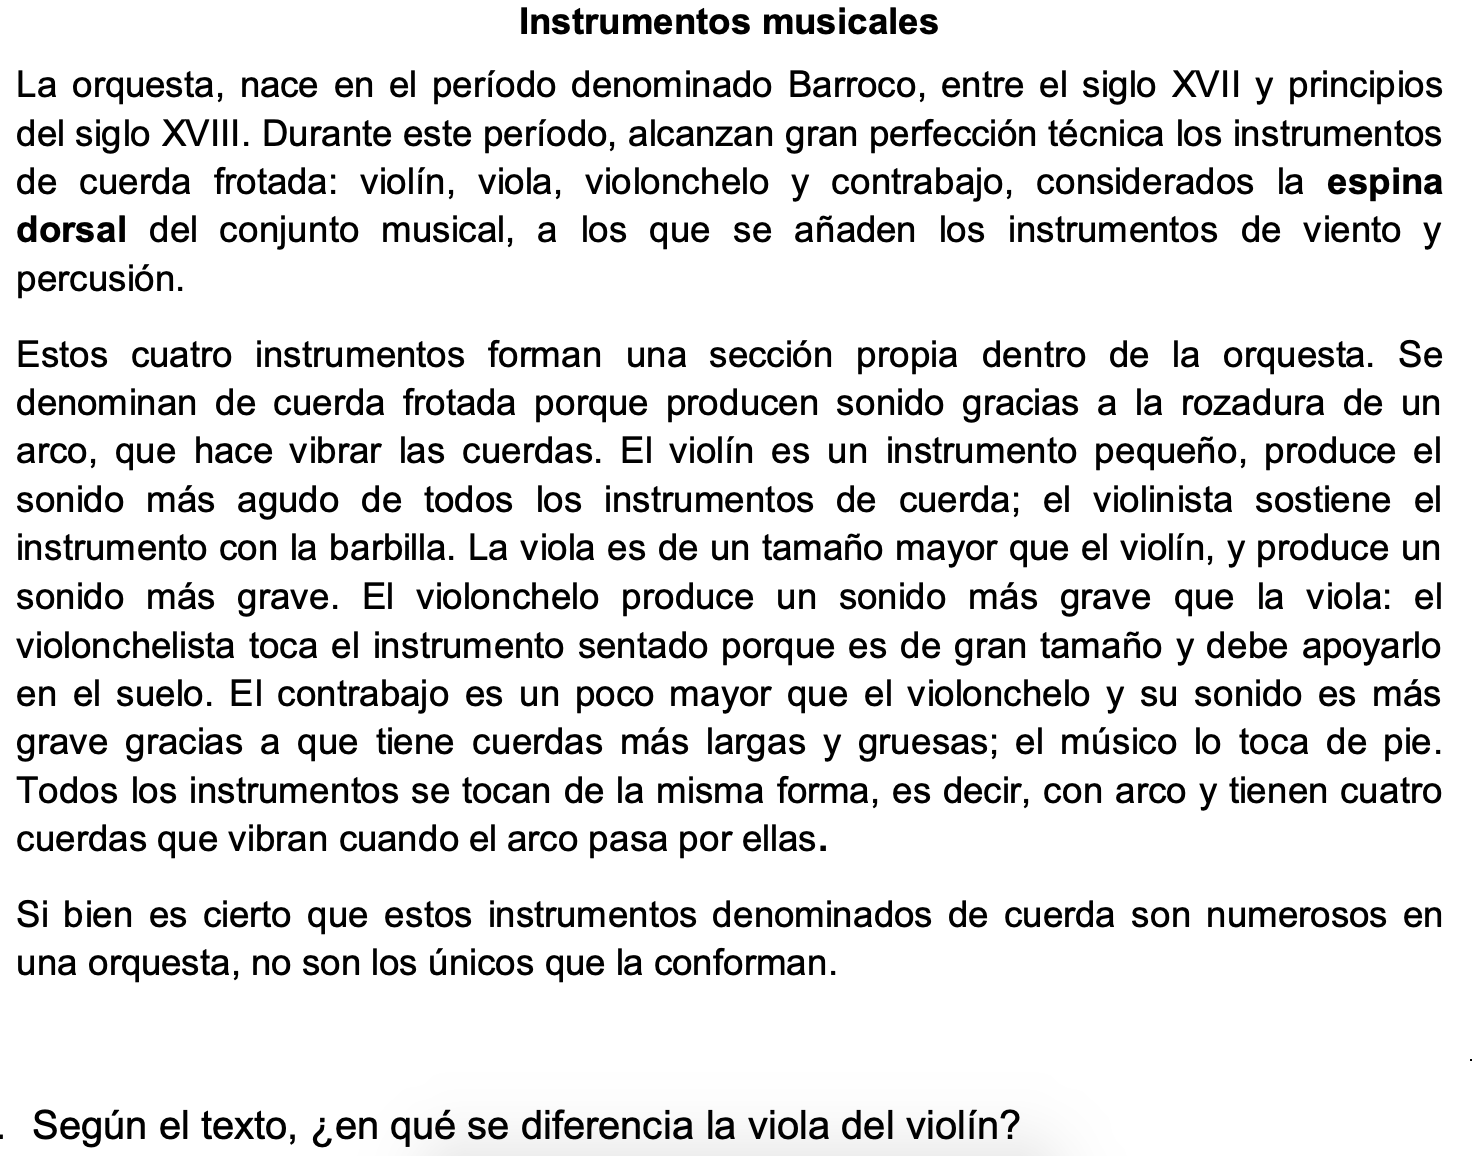 Instrumentos musicales
La orquesta, nace en el período denominado Barroco, entre el siglo XVII y principios
del siglo XVIII. Durante este período, alcanzan gran perfección técnica los instrumentos
de cuerda frotada: violín, viola, violonchelo y contrabajo, considerados la espina
dorsal del conjunto musical, a los que se añaden los instrumentos de viento y
percusión.
Estos cuatro instrumentos forman una sección propia dentro de la orquesta. Se
denominan de cuerda frotada porque producen sonido gracias a la rozadura de un
arco, que hace vibrar las cuerdas. El violín es un instrumento pequeño, produce el
sonido más agudo de todos los instrumentos de cuerda; el violinista sostiene el
instrumento con la barbilla. La viola es de un tamaño mayor que el violín, y produce un
sonido más grave. El violonchelo produce un sonido más grave que la viola: el
violonchelista toca el instrumento sentado porque es de gran tamaño y debe apoyarlo
en el suelo. El contrabajo es un poco mayor que el violonchelo y su sonido es más
grave gracias a que tiene cuerdas más largas y gruesas; el músico lo toca de pie.
Todos los instrumentos se tocan de la misma forma, es decir, con arco y tienen cuatro
cuerdas que vibran cuando el arco pasa por ellas.
Si bien es cierto que estos instrumentos denominados de cuerda son numerosos en
una orquesta, no son los únicos que la conforman.
. Según el texto, ¿en qué se diferencia la viola del violín?